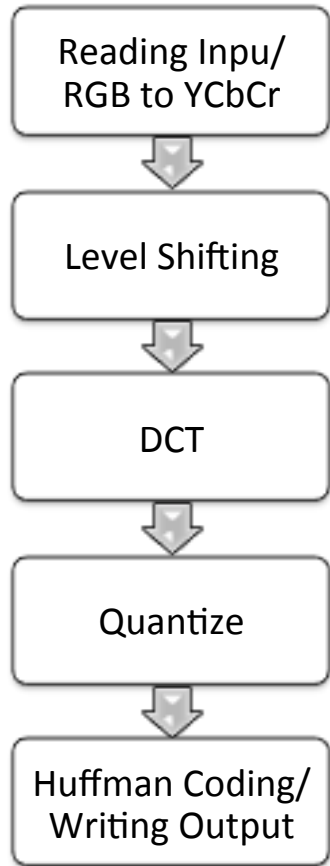 Reading Inpu/
RGB to YCbCr
Level Shifting
DCT
Quantize
Huffman Coding/
Writing Output